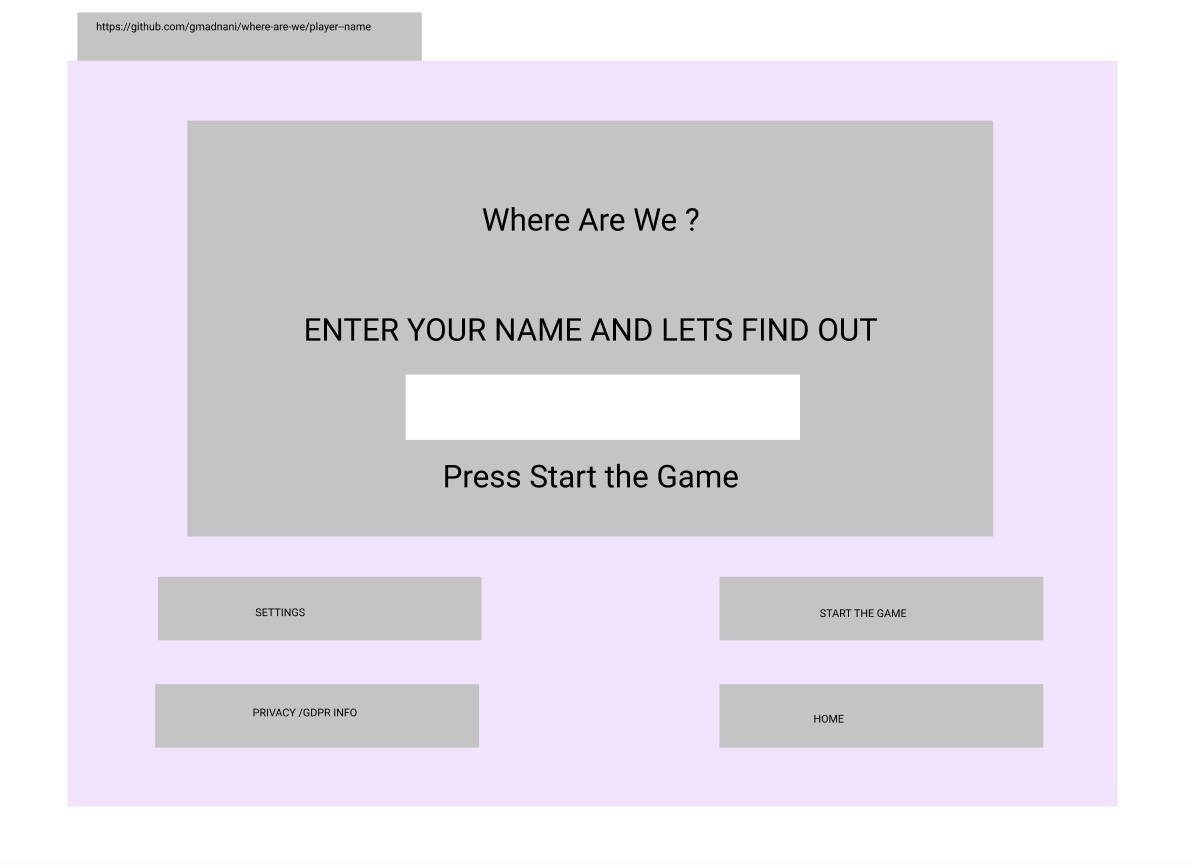 https://github.com/gmadnani/where-are-we/player--name
Where Are We ?
ENTER YOUR NAME AND LETS FIND OUT
Press Start the Game
SETTINGS
START THE GAME
PRIVACY /GDPR INFO
HOME